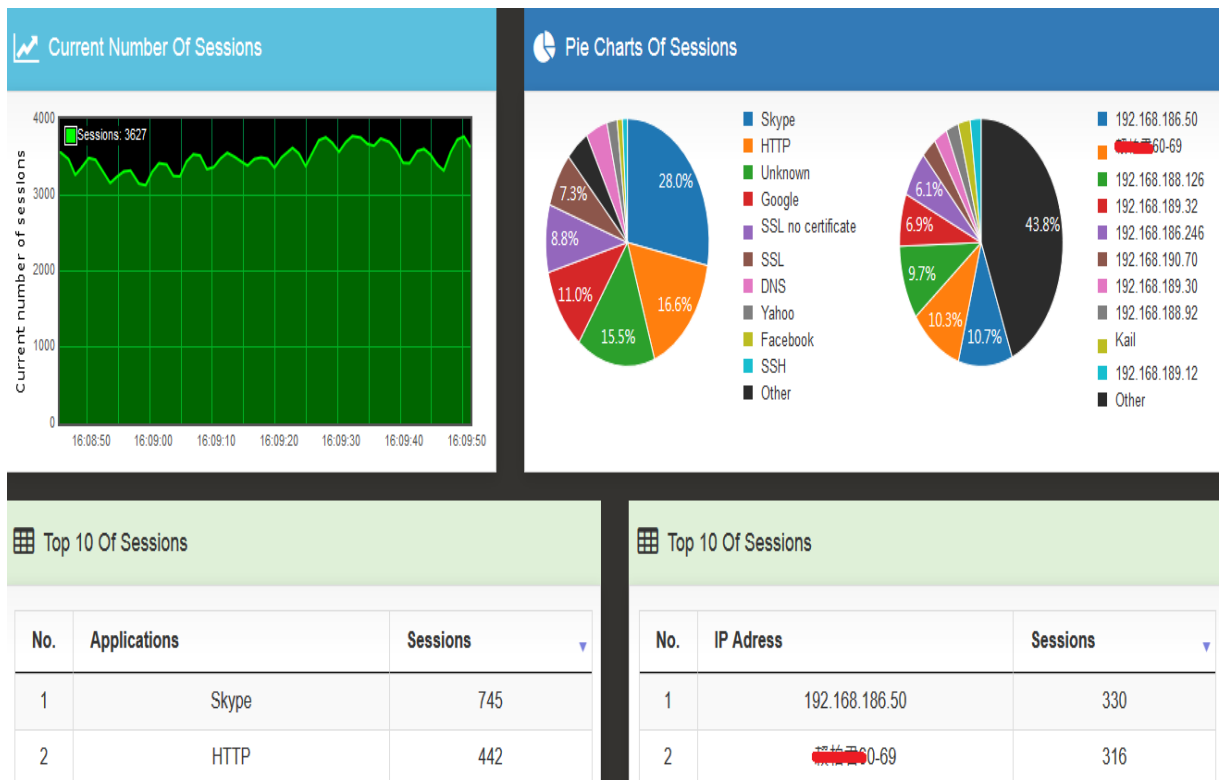 Current Number Of Sessions
Current number of sessions
4000
3000
2000
1000
0
Sessions: 3627
16:08:50 16:09:00 16:09:10 16:09:20 16:09:30 16:09:40 16:09:50
Pie Charts Of Sessions
28.0%
16.6%
15.5%
11.0%
8.8%
7.3%
Skype
HTTP
Unknown
Google
SSL no certificate
SSL
DNS
Yahoo
Facebook
SSH
Other
43.8%
10.7%
10.3%
9.7%
6.9%
6.1%
192.168.186.50
60-69
192.168.188.126
192.168.189.32
192.168.186.246
192.168.190.70
192.168.189.30
192.168.188.92
Kail
192.168.189.12
Other
Top 10 Of Sessions
No. Applications Sessions
1 Skype 745
2 HTTP 442
Top 10 Of Sessions
No. IP Adress Sessions
1 192.168.186.50 330
2 0-69 316